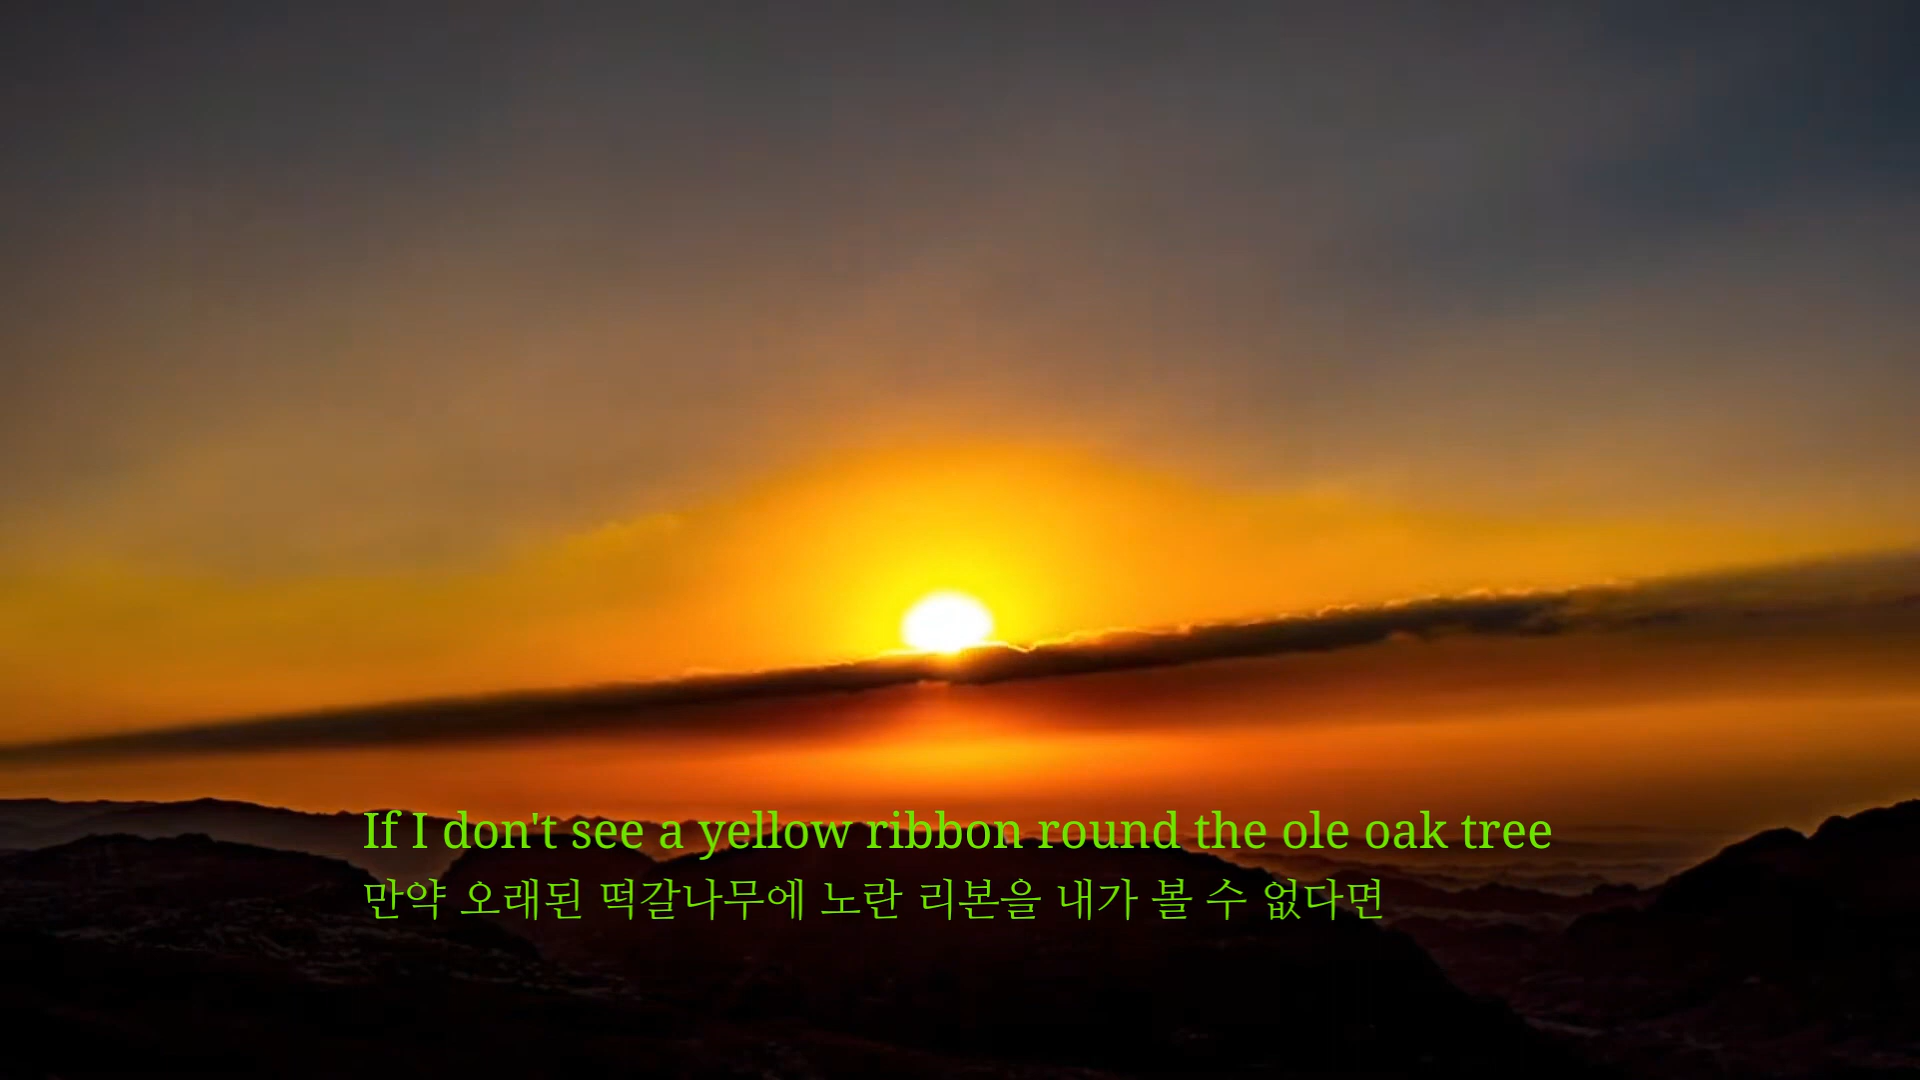 If I don't see a yellow ribbon round the ole oak tree
만약 오래된 떡갈나무에 노란 리본을 내가 볼 수 없다면